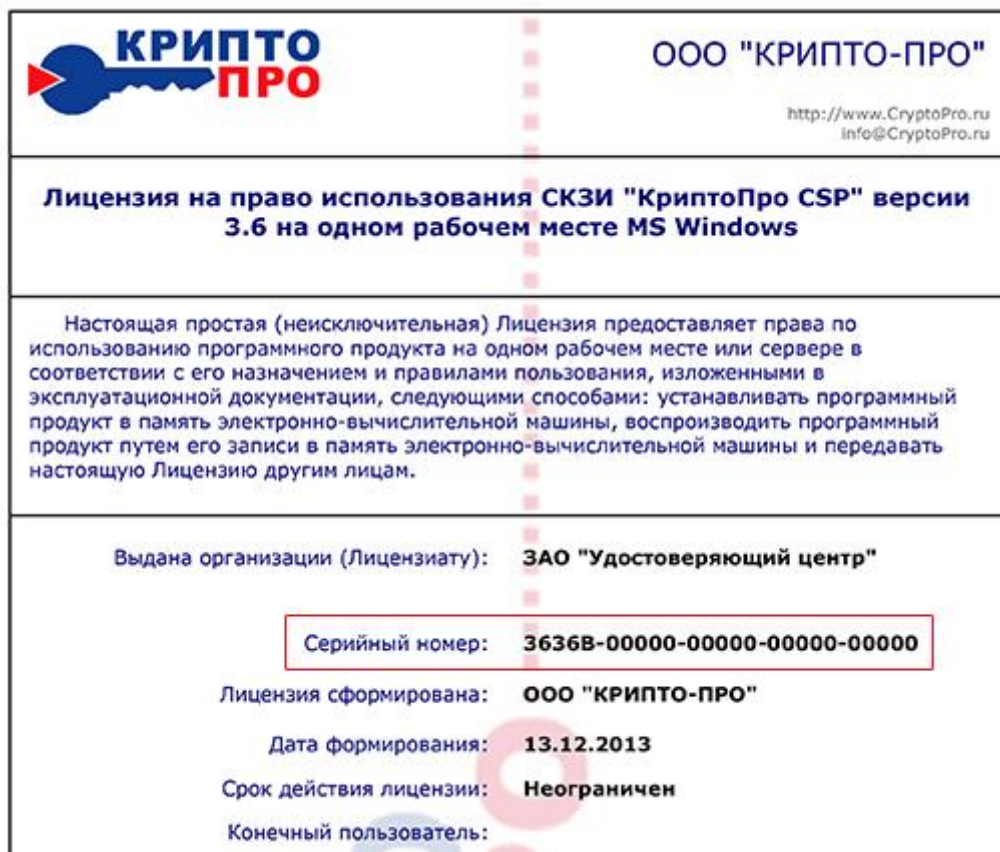 КРИПТО
ПРО
ООО "КРИПТО-ПРО"
http://www.CryptoPro.ru
info@CryptoPro.ru
Лицензия на право использования СКЗИ "КриптоПро CSP" версии
3.6 на одном рабочем месте MS Windows
Настоящая простая (неисключительная) Лицензия предоставляет права по
использованию программного продукта на одном рабочем месте или сервере в
соответствии с его назначением и правилами пользования, изложенными в
эксплуатационной документации, следующими способами: устанавливать программный
продукт в память электронно-вычислительной машины, воспроизводить программный
продукт путем его записи в память электронно-вычислительной машины и передавать
настоящую Лицензию другим лицам.
Выдана организации (Лицензиату): ЗАО "Удостоверяющий центр"
Серийный номер: 3636B-00000-00000-00000-00000
Лицензия сформирована: ООО "КРИПТО-ПРО"
Дата формирования: 13.12.2013
Срок действия лицензии: Неограничен
Конечный пользователь: